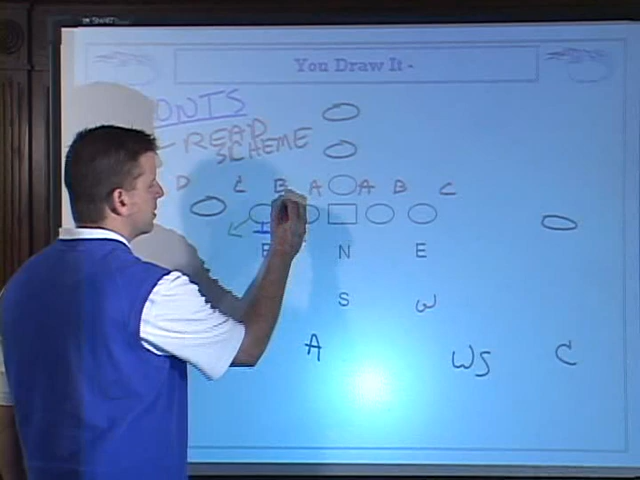 You Draw It -
ONTS
- READ
SCHEME
D C B A A B C
E N E
S W
A WS C